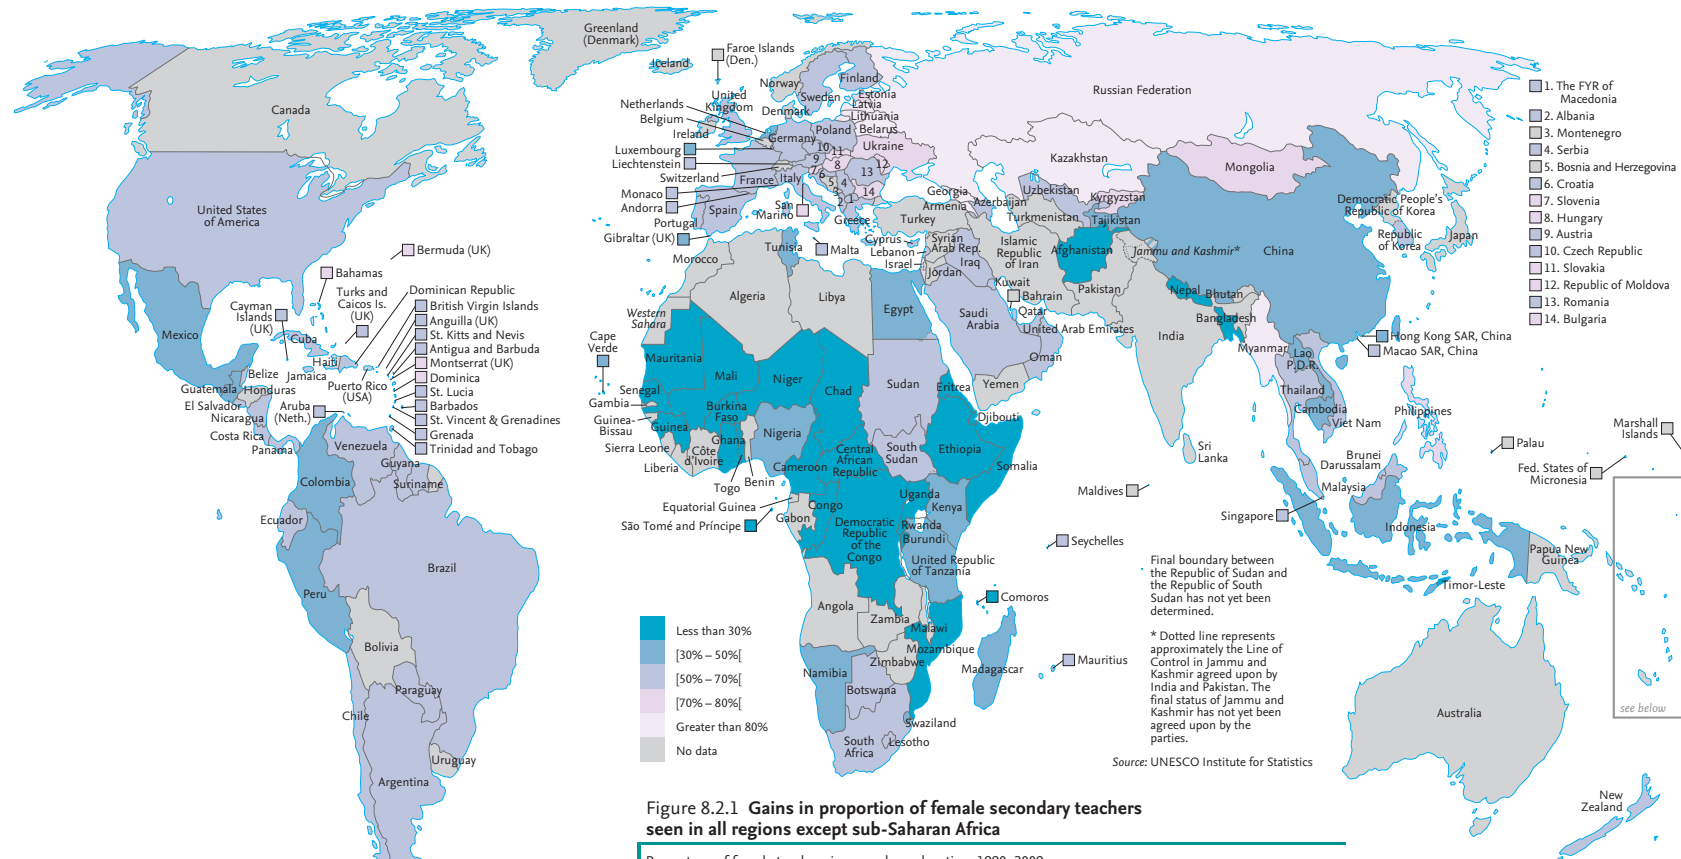 Greenland
(Denmark)
Faroe Islands
(Den.)
Iceland
Norway
Finland
Sweden
Estonia
Latvia
Lithuania
Belarus
Denmark
United
Kingdom
Netherlands
Belgium
Ireland
Luxembourg
Liechtenstein
Switzerland
Monaco
Andorra
Portugal
Gibraltar (UK)
Germany
Poland
Ukraine
10
11
9
8
12
7
6
13
5
4
14
3
2
1
France
Italy
Spain
San
Marino
Greece
Malta
Canada
United States
of America
Bermuda (UK)
Bahamas
Turks and
Caicos Is.
(UK)
Cayman
Islands
(UK)
Mexico
Cuba
Haiti
Jamaica
Belize
Honduras
Guatemala
El Salvador
Nicaragua
Costa Rica
Panama
Puerto Rico
(USA)
Aruba
(Neth.)
Dominican Republic
British Virgin Islands
Anguilla (UK)
St. Kitts and Nevis
Antigua and Barbuda
Montserrat (UK)
Dominica
St. Lucia
Barbados
St. Vincent & Grenadines
Grenada
Trinidad and Tobago
Venezuela
Guyana
Suriname
Colombia
Ecuador
Peru
Brazil
Bolivia
Paraguay
Chile
Argentina
Uruguay
Russian Federation
Kazakhstan
Mongolia
Georgia
Armenia
Azerbaijan
Turkey
Uzbekistan
Turkmenistan
Kyrgyzstan
Tajikistan
Cyprus
Lebanon
Israel
Syrian
Arab Rep.
Iraq
Jordan
Islamic
Republic
of Iran
Afghanistan
Jammu and Kashmir*
China
Democratic People's
Republic of Korea
Republic
of Korea
Japan
Kuwait
Bahrain
Qatar
Saudi
Arabia
United Arab Emirates
Oman
Yemen
Pakistan
Nepal
Bhutan
Bangladesh
India
Myanmar
Lao
P.D.R.
Thailand
Cambodia
Viet Nam
Hong Kong SAR, China
Macao SAR, China
Philippines
Sri
Lanka
Maldives
Brunei
Darussalam
Malaysia
Singapore
Indonesia
Timor-Leste
Papua New
Guinea
Palau
Fed. States of
Micronesia
Marshall
Islands
Australia
New
Zealand
see below
Morocco
Tunisia
Algeria
Libya
Egypt
Western
Sahara
Cape
Verde
Mauritania
Mali
Niger
Chad
Sudan
Eritrea
Djibouti
Senegal
Gambia
Guinea-
Bissau
Guinea
Sierra Leone
Liberia
Côte
d'Ivoire
Burkina
Faso
Ghana
Togo
Benin
Nigeria
Cameroon
Central
African
Republic
South
Sudan
Ethiopia
Somalia
Equatorial Guinea
São Tomé and Príncipe
Gabon
Congo
Democratic
Republic
of the
Congo
Uganda
Kenya
Rwanda
Burundi
United Republic
of Tanzania
Seychelles
Comoros
Angola
Zambia
Malawi
Mozambique
Zimbabwe
Madagascar
Mauritius
Namibia
Botswana
Swaziland
South
Africa
Lesotho
1. The FYR of
Macedonia
2. Albania
3. Montenegro
4. Serbia
5. Bosnia and Herzegovina
6. Croatia
7. Slovenia
8. Hungary
9. Austria
10. Czech Republic
11. Slovakia
12. Republic of Moldova
13. Romania
14. Bulgaria
Less than 30%
[30% – 50%[
[50% – 70%[
[70% – 80%[
Greater than 80%
No data
Final boundary between
the Republic of Sudan and
the Republic of South
Sudan has not yet been
determined.
* Dotted line represents
approximately the Line of
Control in Jammu and
Kashmir agreed upon by
India and Pakistan. The
final status of Jammu and
Kashmir has not yet been
agreed upon by the
parties.
Source: UNESCO Institute for Statistics
Figure 8.2.1 Gains in proportion of female secondary teachers
seen in all regions except sub-Saharan Africa